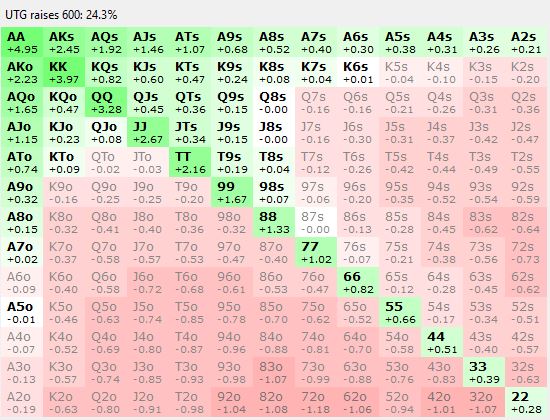 UTG raises 600: 24.3%
AA AKs AQs AJs ATs A9s A8s A7s A6s A5s A4s A3s A2s
+4.95 +2.45 +1.92 +1.46 +1.07 +0.68 +0.52 +0.40 +0.30 +0.38 +0.31 +0.26 +0.21
AKo KK KQs KJs KTs K9s K8s K7s K6s K5s K4s K3s K2s
+2.23 +3.97 +0.82 +0.60 +0.47 +0.24 +0.08 +0.04 +0.01 -0.04 -0.10 -0.15 -0.20
AQo KQo QQ QJs QTs Q9s Q8s Q7s Q6s Q5s Q4s Q3s Q2s
+1.65 +0.47 +3.28 +0.45 +0.36 +0.15 -0.00 -0.16 -0.16 -0.21 -0.26 -0.31 -0.36
AJo KJo QJo JJ JTs J9s J8s J7s J6s J5s J4s J3s J2s
+1.15 +0.23 +0.08 +2.67 +0.34 +0.15 -0.00 -0.16 -0.30 -0.31 -0.37 -0.42 -0.47
ATo KTo QTo JTo TT T9s T8s T7s T6s T5s T4s T3s T2s
+0.74 +0.09 -0.02 -0.03 +2.16 +0.19 +0.04 -0.12 -0.26 -0.42 -0.44 -0.49 -0.55
A9o K9o Q9o J9o T9o 99 98s 97s 96s 95s 94s 93s 92s
+0.32 -0.16 -0.25 -0.25 -0.20 +1.67 +0.07 -0.06 -0.20 -0.35 -0.52 -0.54 -0.59
A8o K8o Q8o J8o T8o 98o 88 87s 86s 85s 84s 83s 82s
+0.15 -0.32 -0.41 -0.40 -0.36 -0.32 +1.33 -0.00 -0.13 -0.28 -0.45 -0.62 -0.64
A7o K7o Q7o J7o T7o 97o 87o 77 76s 75s 74s 73s 72s
+0.02 -0.37 -0.58 -0.57 -0.53 -0.47 -0.40 +1.02 -0.07 -0.21 -0.38 -0.56 -0.73
A6o K6o Q6o J6o T6o 96o 86o 76o 66 65s 64s 63s 62s
-0.09 -0.40 -0.58 -0.72 -0.68 -0.61 -0.53 -0.47 +0.82 -0.12 -0.28 -0.45 -0.62
A5o K5o Q5o J5o T5o 95o 85o 75o 65o 55 54s 53s 52s
-0.01 -0.46 -0.63 -0.74 -0.85 -0.78 -0.70 -0.62 -0.52 +0.66 -0.17 -0.34 -0.51
A4o K4o Q4o J4o T4o 94o 84o 74o 64o 54o 44 43s 42s
-0.07 -0.52 -0.69 -0.80 -0.87 -0.96 -0.88 -0.81 -0.70 -0.58 +0.51 -0.40 -0.57
A3o K3o Q3o J3o T3o 93o 83o 73o 63o 53o 43o 33 32s
-0.13 -0.57 -0.74 -0.85 -0.93 -0.98 -1.07 -0.99 -0.88 -0.76 -0.83 +0.39 -0.63
A2o K2o Q2o J2o T2o 92o 82o 72o 62o 52o 42o 32o 22
-0.19 -0.63 -0.80 -0.91 -0.98 -1.04 -1.08 -1.18 -1.06 -0.94 -1.01 -1.07 +0.28